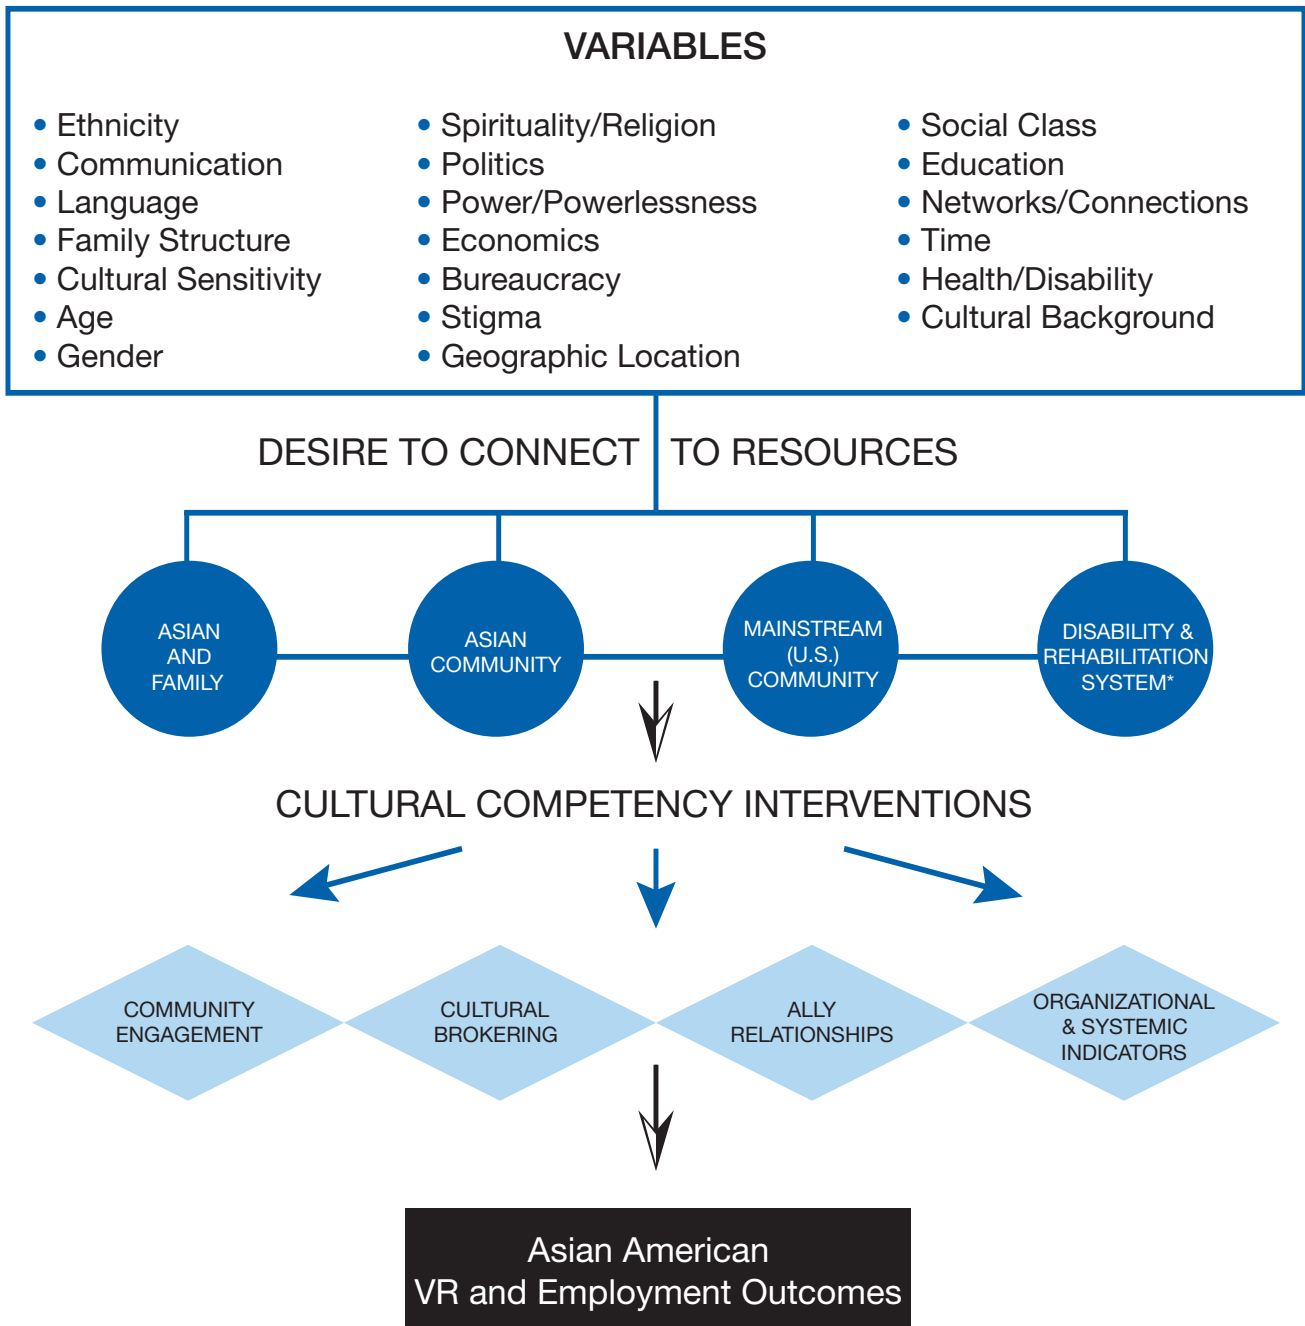 VARIABLES
• Ethnicity
• Communication
• Language
• Family Structure
• Cultural Sensitivity
• Age
• Gender
• Spirituality/Religion
• Politics
• Power/Powerlessness
• Economics
• Bureaucracy
• Stigma
• Geographic Location
• Social Class
• Education
• Networks/Connections
• Time
• Health/Disability
• Cultural Background
DESIRE TO CONNECT TO RESOURCES
ASIAN
AND
FAMILY
ASIAN
COMMUNITY
MAINSTREAM
(U.S.)
COMMUNITY
DISABILITY &
REHABILITATION
SYSTEM*
CULTURAL COMPETENCY INTERVENTIONS
COMMUNITY
ENGAGEMENT
CULTURAL
BROKERING
ALLY
RELATIONSHIPS
ORGANIZATIONAL
& SYSTEMIC
INDICATORS
Asian American
VR and Employment Outcomes